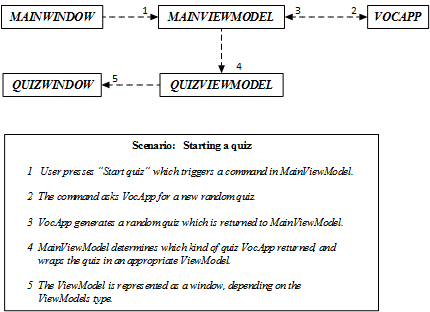 MAINWINDOW 1 MAINVIEWMODEL 3 2 VOCAPP
4
QUIZWINDOW 5 QUIZVIEWMODEL
Scenario: Starting a quiz
1 User presses "Start quiz" which triggers a command in MainViewModel.
2 The command asks VocApp for a new random quiz.
3 VocApp generates a random quiz which is returned to MainViewModel.
4 MainViewModel determines which kind of quiz VocApp returned, and
wraps the quiz in an appropriate ViewModel.
5 The ViewModel is represented as a window, depending on the
ViewModels type.